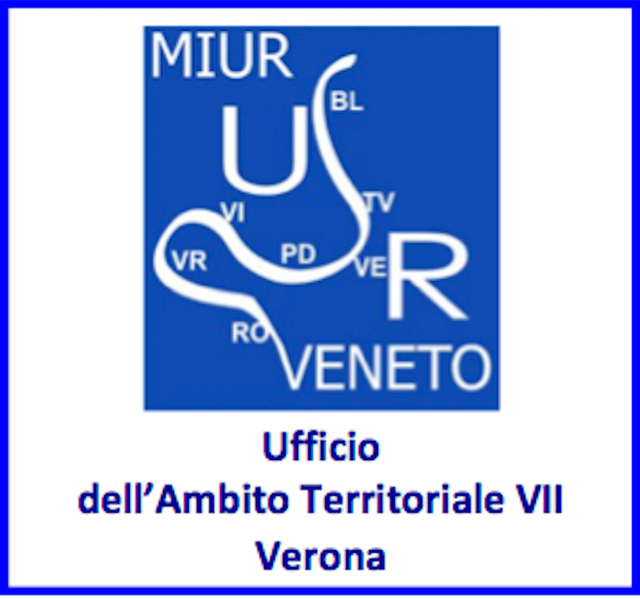 MIUR
BL
U
TV
VI
VR
PD
VE
R
RO
VENETO
Ufficio
dell’Ambito Territoriale VII
Verona